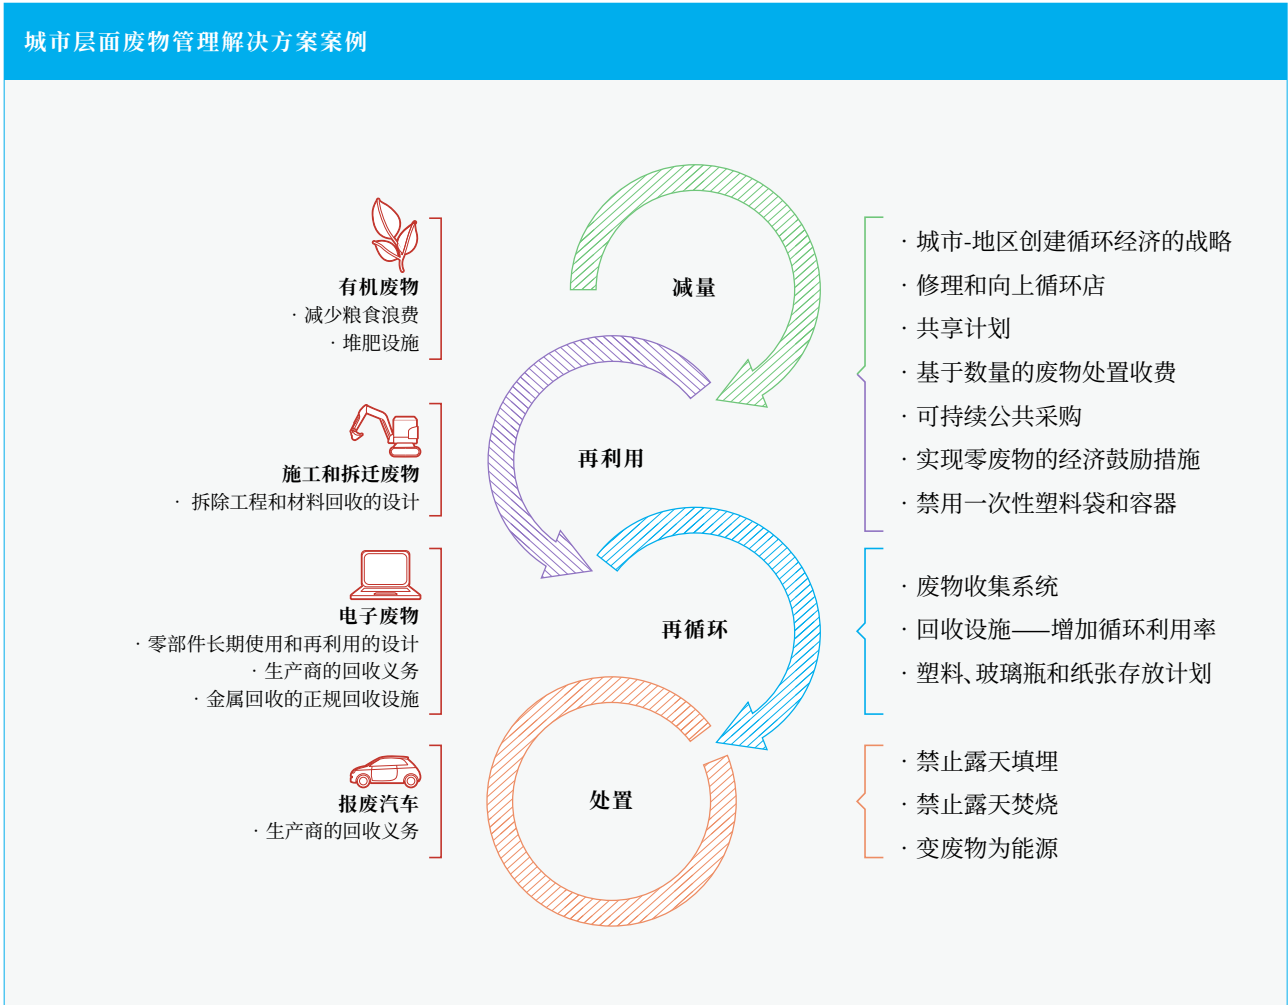 城市层面废物管理解决方案案例
有机废物
· 减少粮食浪费
· 堆肥设施
施工和拆迁废物
· 拆除工程和材料回收的设计
电子废物
· 零部件长期使用和再利用的设计
· 生产商的回收义务
· 金属回收的正规回收设施
报废汽车
· 生产商的回收义务
减量
再利用
再循环
处置
· 城市-地区创建循环经济的战略
· 修理和向上循环店
· 共享计划
· 基于数量的废物处置收费
· 可持续公共采购
· 实现零废物的经济鼓励措施
· 禁用一次性塑料袋和容器
· 废物收集系统
· 回收设施——增加循环利用率
· 塑料、玻璃瓶和纸张存放计划
· 禁止露天填埋
· 禁止露天焚烧
· 变废物为能源